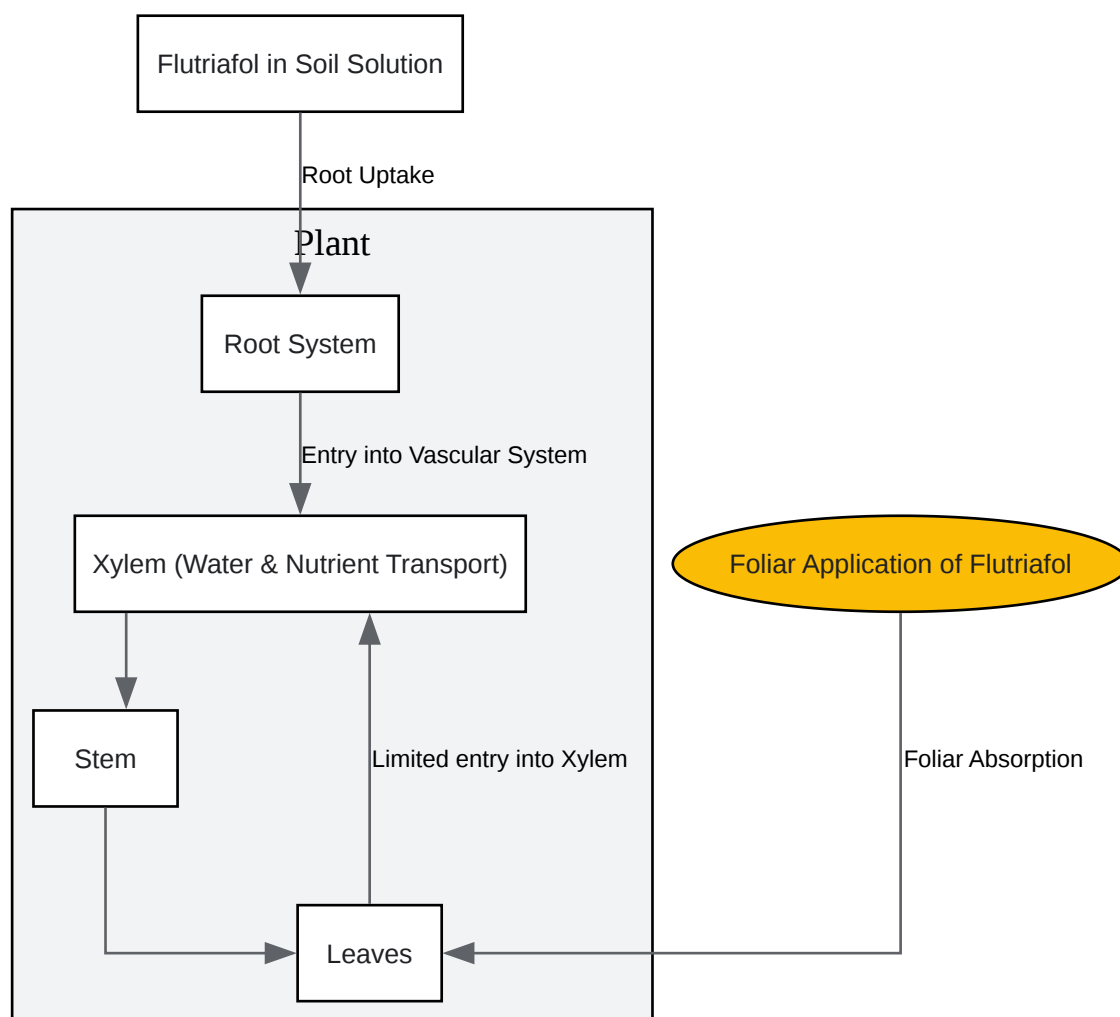 Flutriafol in Soil Solution
Root Uptake
Plant
Root System
Entry into Vascular System
Xylem (Water & Nutrient Transport)
Foliar Application of Flutriafol
Stem
Limited entry into Xylem
Foliar Absorption
Leaves